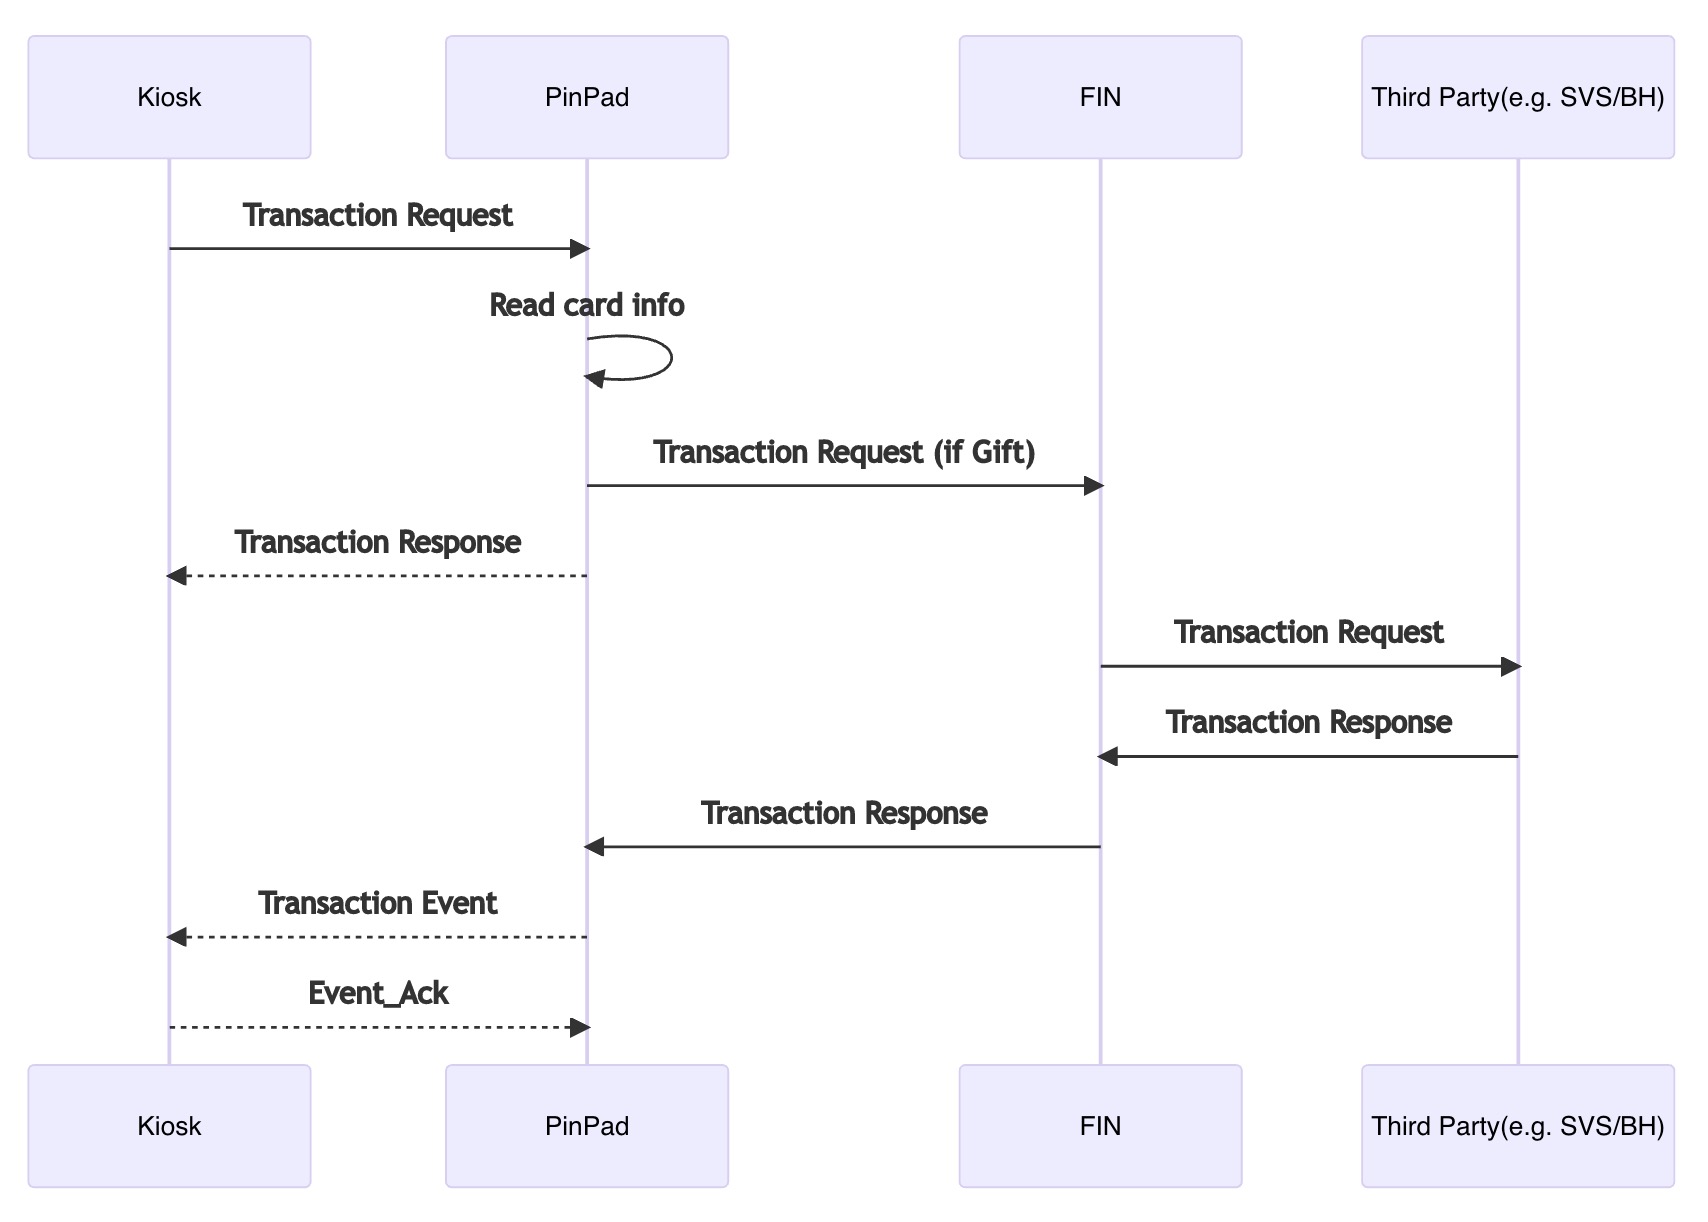 Kiosk
PinPad
FIN
Third Party(e.g. SVS/BH)
Transaction Request
Read card info
Transaction Request (if Gift)
Transaction Response
Transaction Request
Transaction Response
Transaction Response
Transaction Event
Event_Ack
Kiosk
PinPad
FIN
Third Party(e.g. SVS/BH)